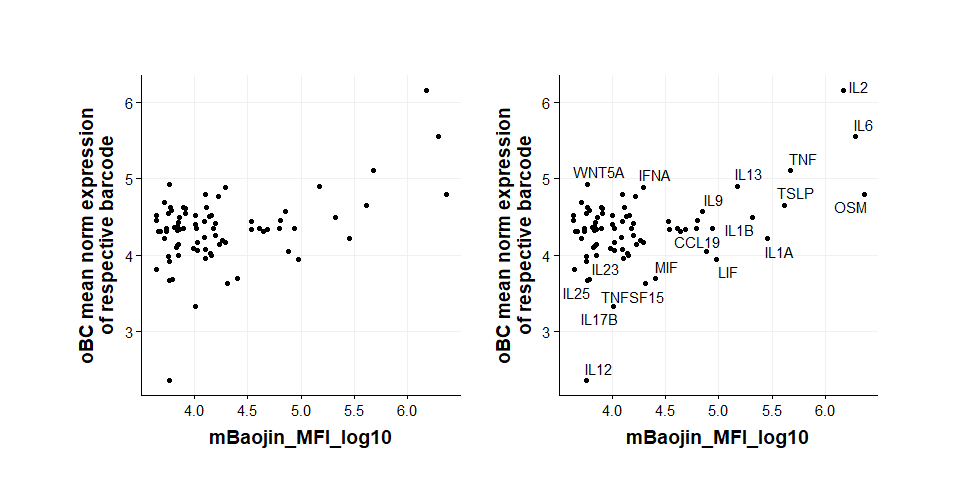 oBC mean norm expression
of respective barcode
6
5
4
3
4.0 4.5 5.0 5.5 6.0
mBaojin_MFI_log10
oBC mean norm expression
of respective barcode
6
5
4
3
IL2
IL6
TNF
WNT5A IFNA IL13
TSLP
IL9 OSM
IL1B
CCL19
IL1A
IL23 MIF LIF
IL25 TNFSF15
IL17B
IL12
4.0 4.5 5.0 5.5 6.0
mBaojin_MFI_log10